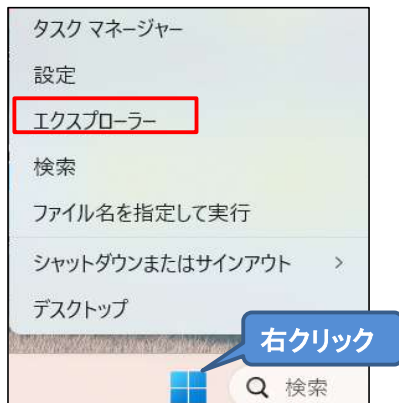 タスク マネージャー
設定
エクスプローラー
検索
ファイル名を指定して実行
シャットダウンまたはサインアウト >
デスクトップ
右クリック
検索